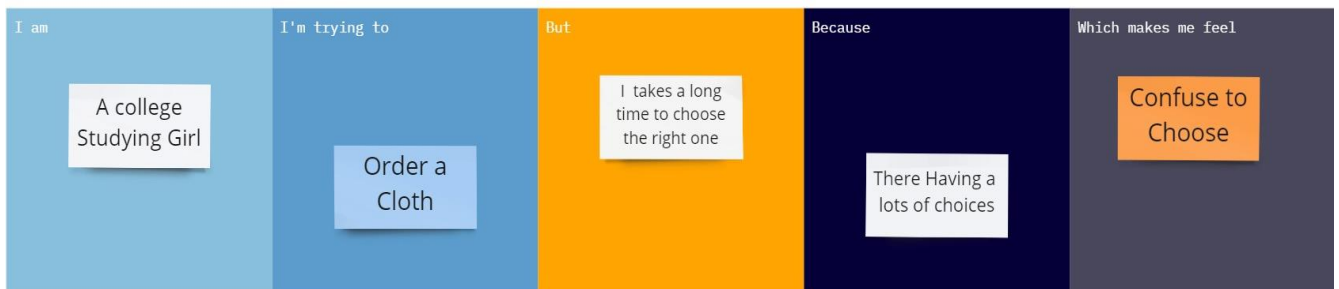 I am
A college
Studying Girl
I'm trying to
Order a
Cloth
But
I takes a long
time to choose
the right one
Because
There Having a
lots of choices
Which makes me feel
Confuse to
Choose